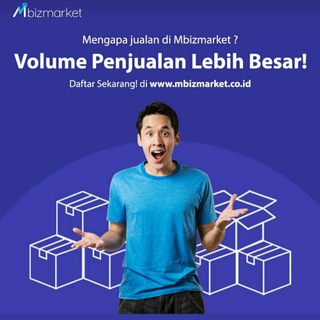 Mbizmarket
Mengapa jualan di Mbizmarket ?
Volume Penjualan Lebih Besar!
Daftar Sekarang! di www.mbizmarket.co.id